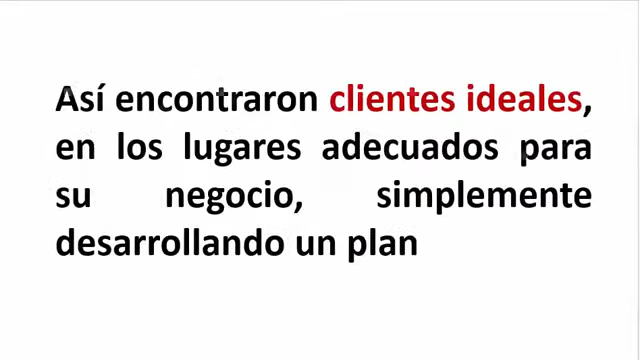 Así encontraron clientes ideales,
en los lugares adecuados para
su negocio, simplemente
desarrollando un plan